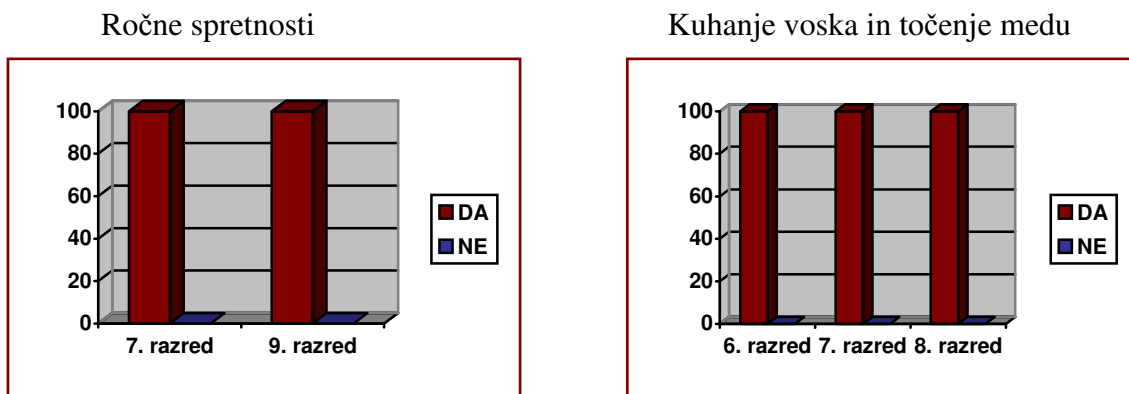 Ročne spretnosti
100
80
60
40
20
0
7. razred 9. razred
DA
NE
Kuhanje voska in točenje medu
100
80
60
40
20
0
6. razred 7. razred 8. razred
DA
NE